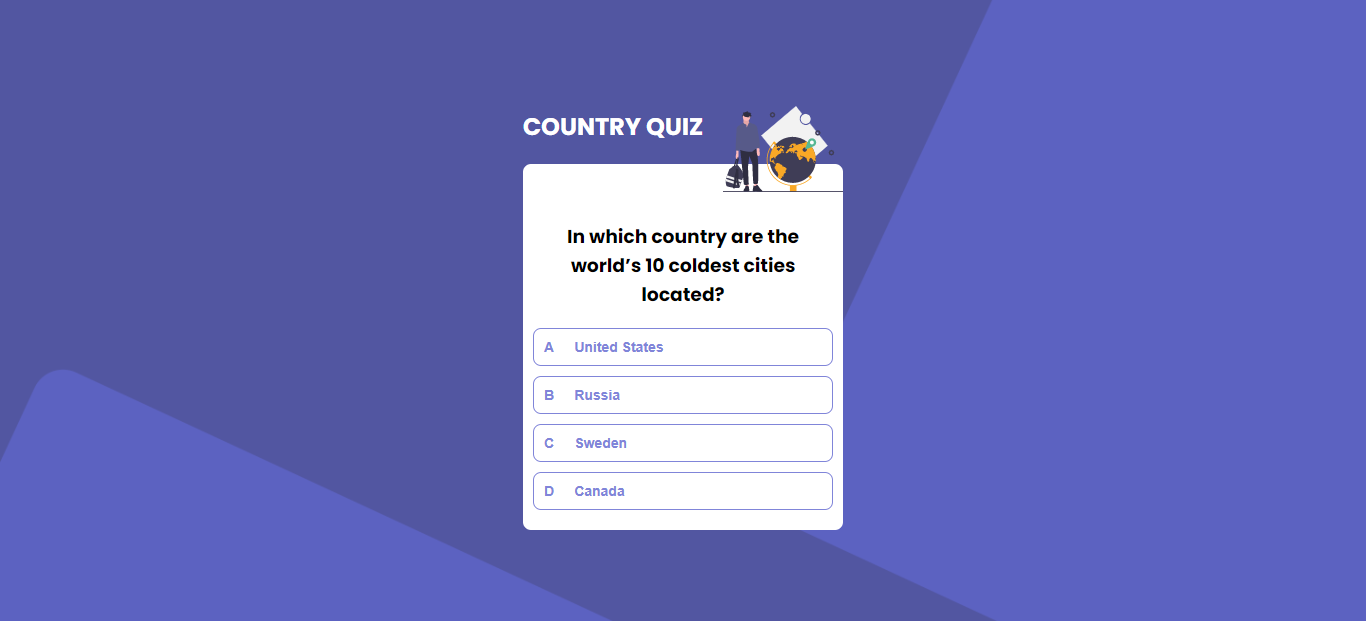 COUNTRY QUIZ
In which country are the
world’s 10 coldest cities
located?
A United States
B Russia
C Sweden
D Canada